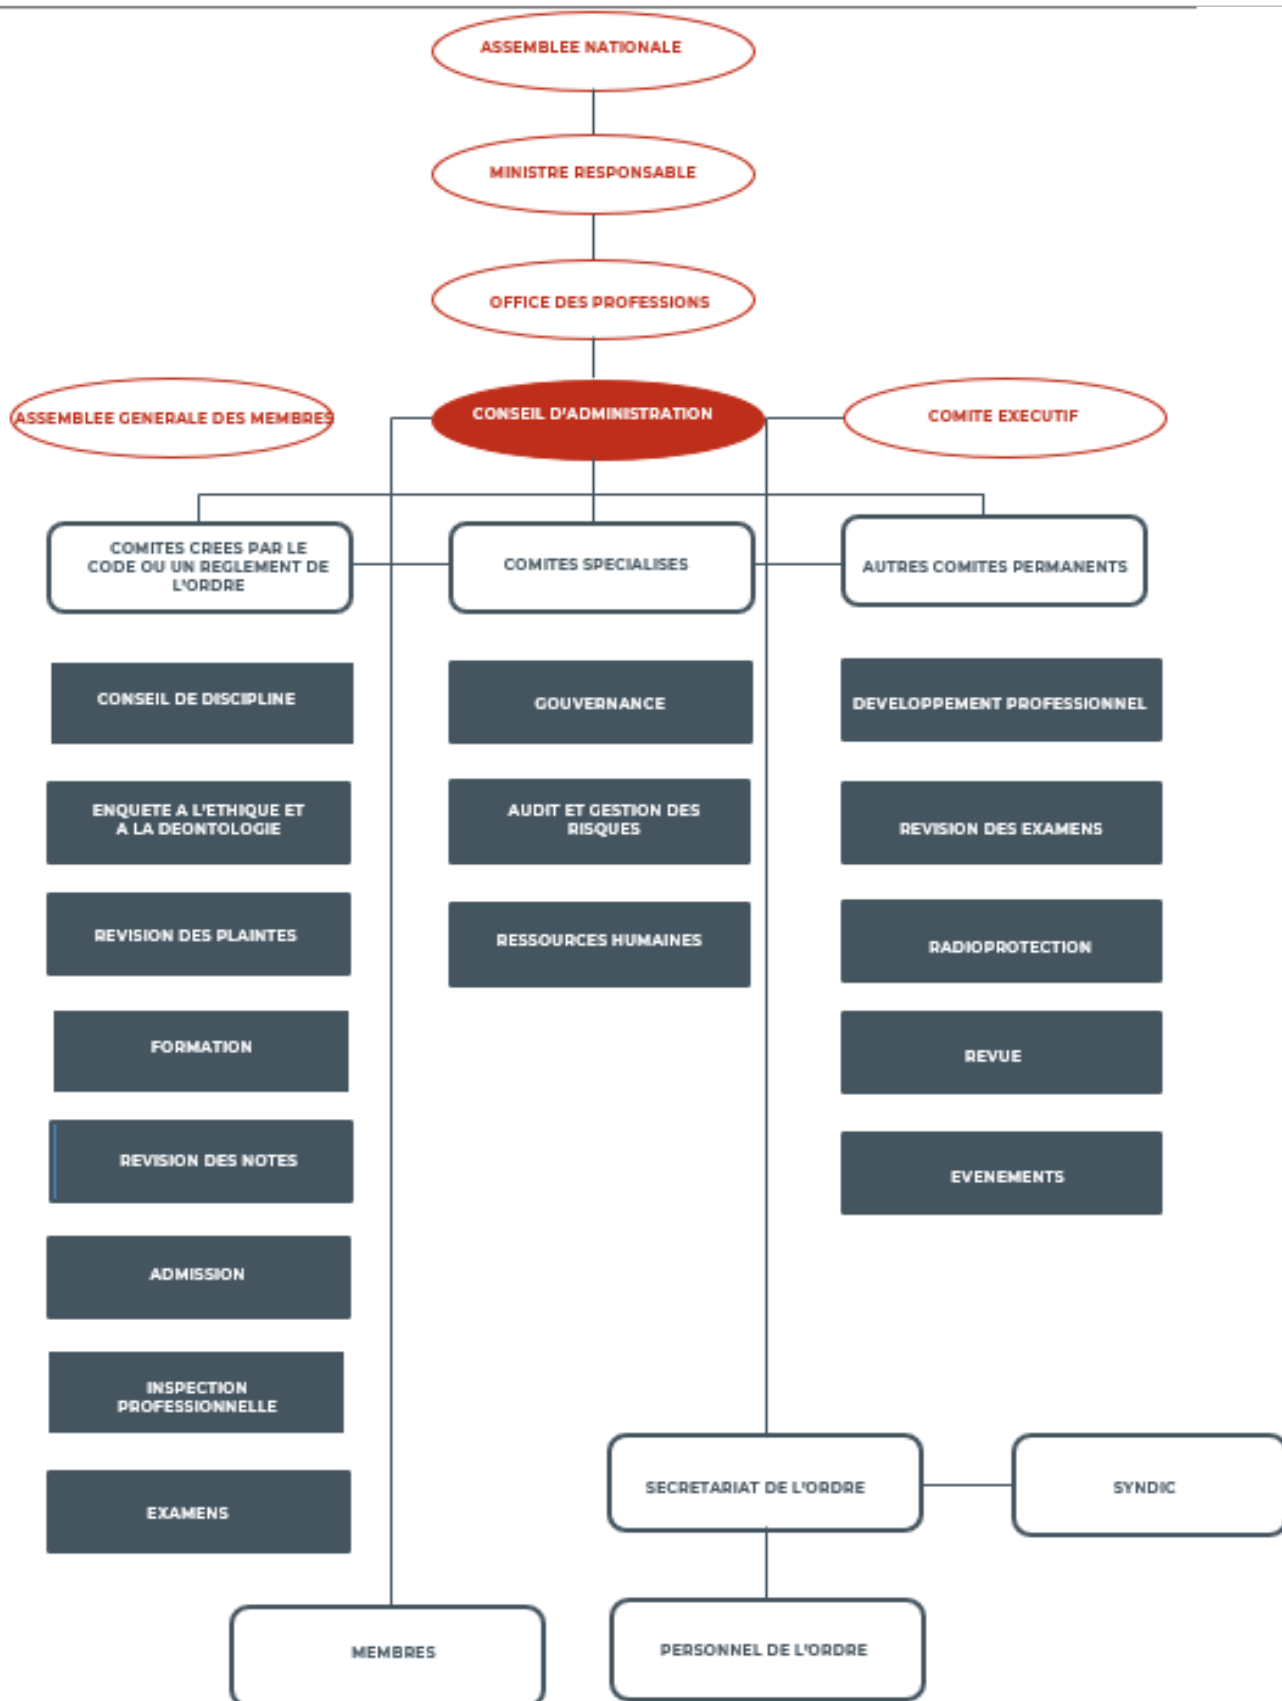 ASSEMBLEE NATIONALE
MINISTRE RESPONSABLE
OFFICE DES PROFESSIONS
ASSEMBLEE GENERALE DES MEMBRES
CONSEIL D'ADMINISTRATION
COMITE EXECUTIF
COMITES CREES PAR LE
CODE OU UN REGLEMENT DE
L'ORDRE
COMITES SPECIALISES
AUTRES COMITES PERMANENTS
CONSEIL DE DISCIPLINE
GOUVERNANCE
DEVELOPPEMENT PROFESSIONNEL
ENQUETE A L'ETHIQUE ET
A LA DEONTOLOGIE
AUDIT ET GESTION DES
RISQUES
REVISION DES EXAMENS
REVISION DES PLAINTES
RESSOURCES HUMAINES
RADIOPROTECTION
FORMATION
REVUE
REVISION DES NOTES
EVENEMENTS
ADMISSION
INSPECTION
PROFESSIONNELLE
EXAMENS
SECRETARIAT DE L'ORDRE
SYNDIC
MEMBRES
PERSONNEL DE L'ORDRE